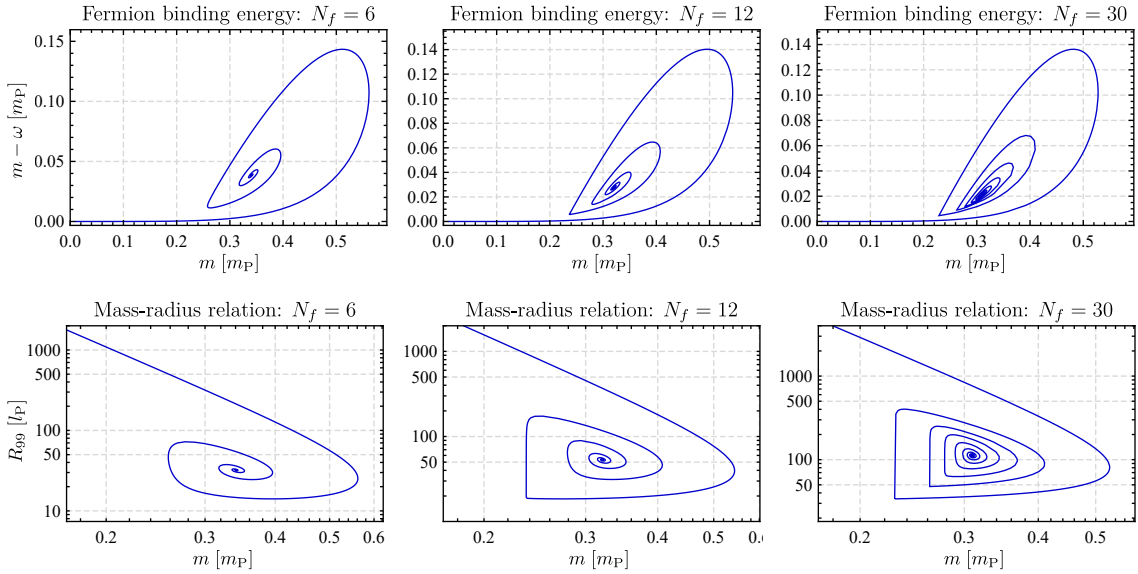 Fermion binding energy: N_f = 6
Fermion binding energy: N_f = 12
Fermion binding energy: N_f = 30
m − ω [m_P]
0.15
0.10
0.05
0.00
0.0 0.1 0.2 0.3 0.4 0.5
m [m_P]
0.14
0.12
0.10
0.08
0.06
0.04
0.02
0.00
0.0 0.1 0.2 0.3 0.4 0.5
m [m_P]
0.14
0.12
0.10
0.08
0.06
0.04
0.02
0.00
0.0 0.1 0.2 0.3 0.4 0.5
m [m_P]
Mass-radius relation: N_f = 6
Mass-radius relation: N_f = 12
Mass-radius relation: N_f = 30
R_99 [l_P]
1000
500
100
50
10
0.2 0.3 0.4 0.5 0.6
m [m_P]
1000
500
100
50
0.2 0.3 0.4 0.5 0.6
m [m_P]
1000
500
100
50
0.2 0.3 0.4 0.5
m [m_P]